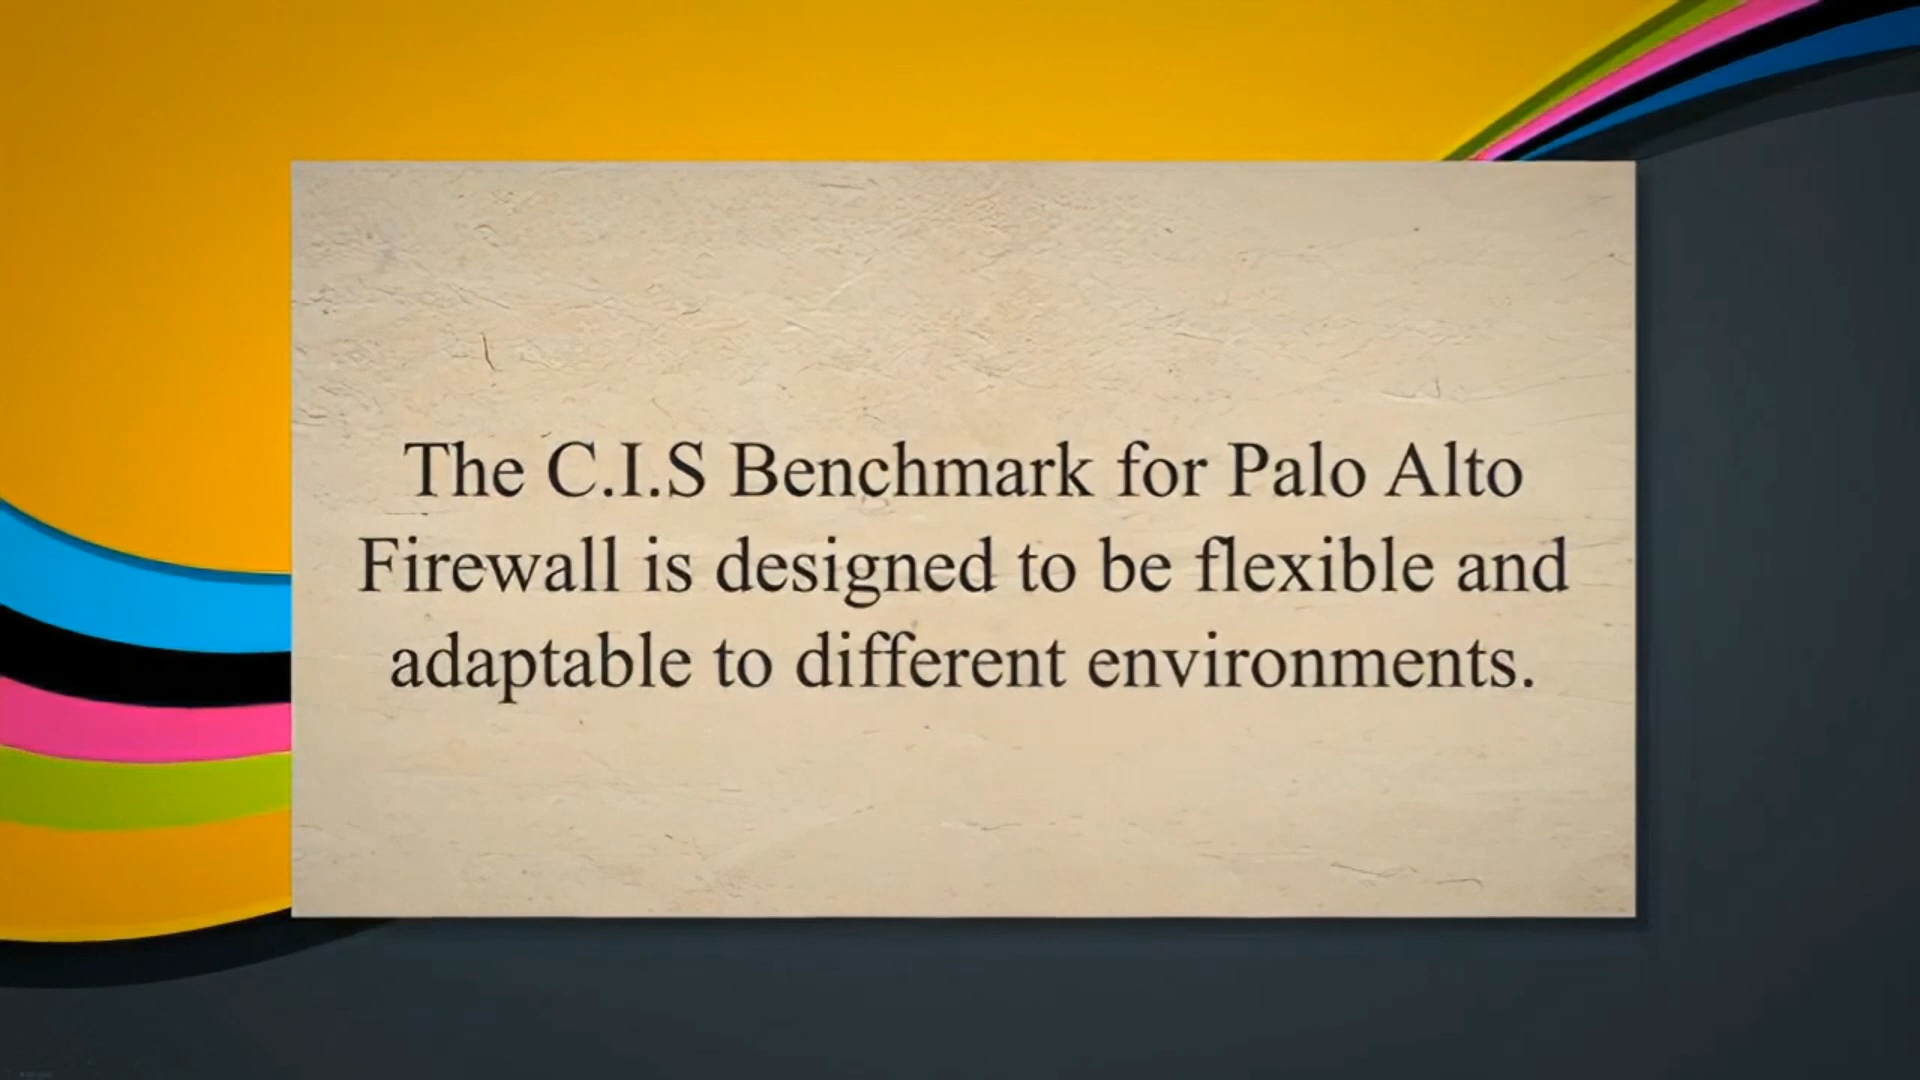 The C.I.S Benchmark for Palo Alto
Firewall is designed to be flexible and
adaptable to different environments.